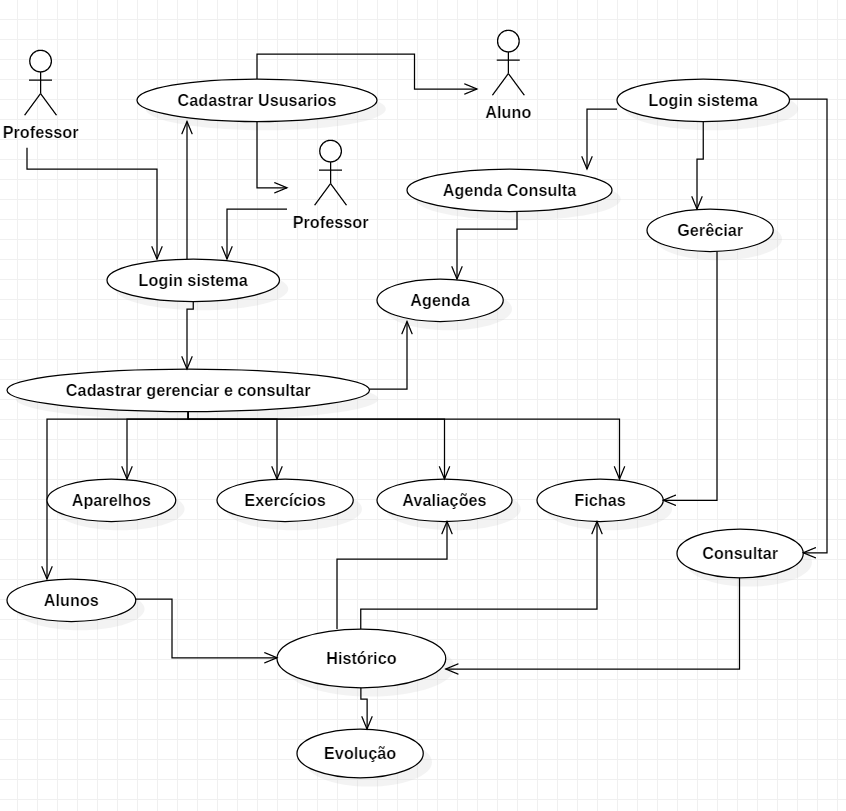 Professor
Cadastrar Ususarios
Aluno
Login sistema
Professor
Agenda Consulta
Gerêciar
Login sistema
Agenda
Cadastrar gerenciar e consultar
Aparelhos
Exercícios
Avaliações
Fichas
Consultar
Alunos
Histórico
Evolução